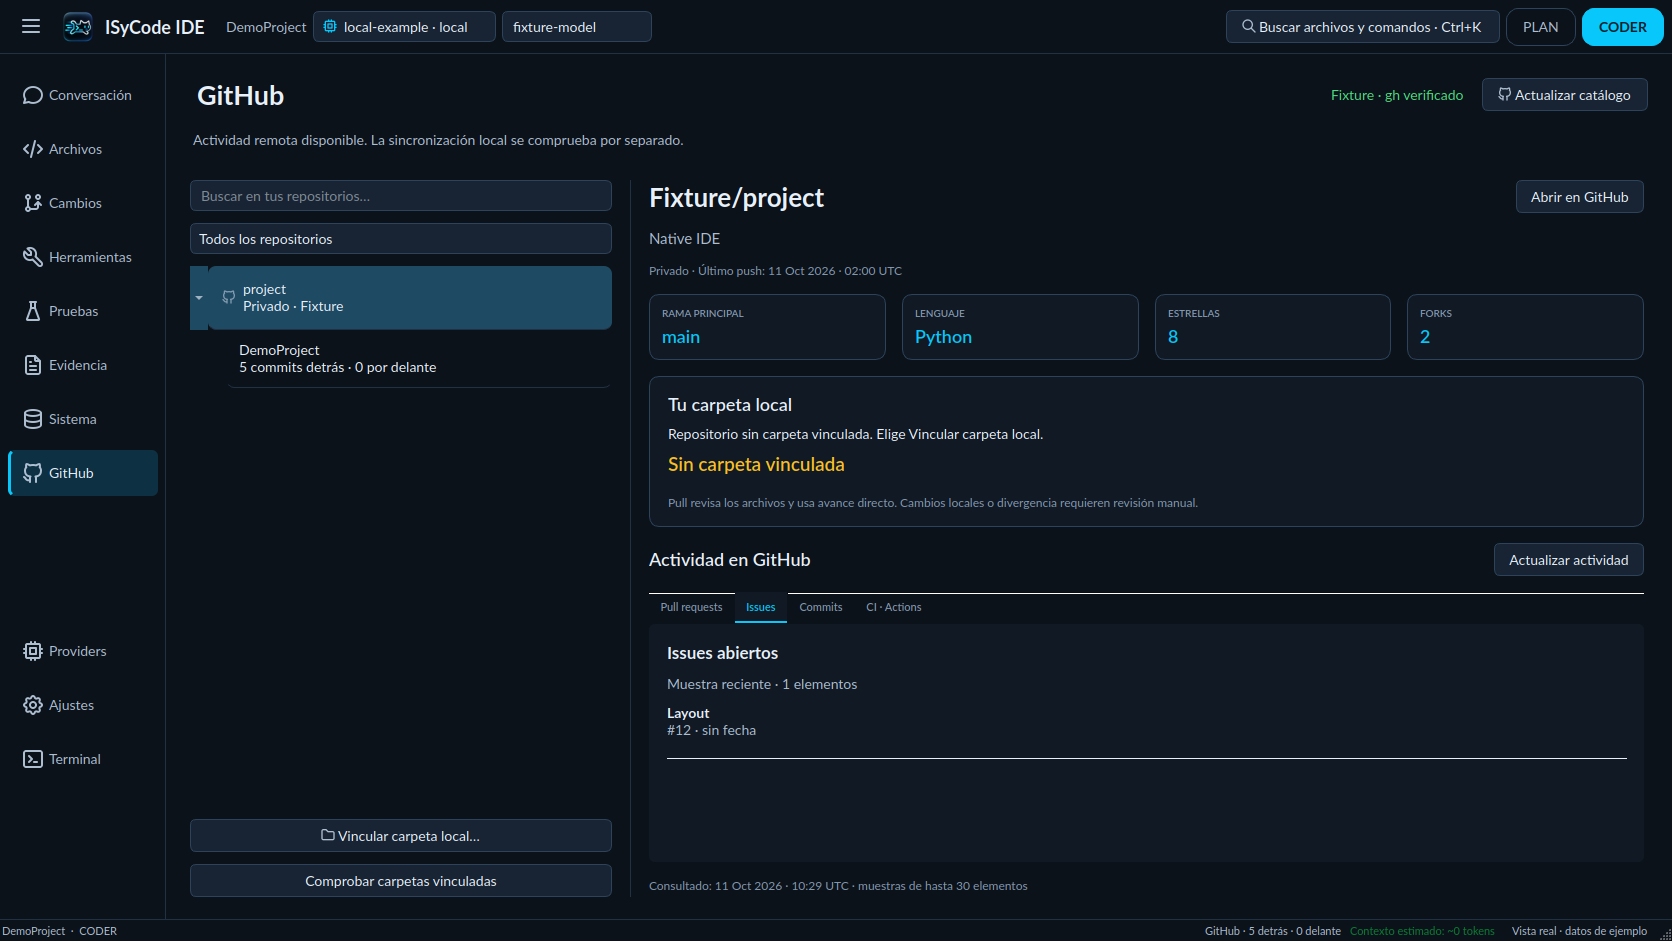 ISyCode IDE
DemoProject
local-example · local
fixture-model
Buscar archivos y comandos · Ctrl+K
PLAN
CODER
Conversación
Archivos
Cambios
Herramientas
Pruebas
Evidencia
Sistema
GitHub
Providers
Ajustes
Terminal
GitHub
Fixture · gh verificado
Actualizar catálogo
Actividad remota disponible. La sincronización local se comprueba por separado.
Buscar en tus repositorios...
Todos los repositorios
project
Privado · Fixture
DemoProject
5 commits detrás · 0 por delante
Vincular carpeta local...
Comprobar carpetas vinculadas
Fixture/project
Abrir en GitHub
Native IDE
Privado · Último push: 11 Oct 2026 · 02:00 UTC
RAMA PRINCIPAL
main
LENGUAJE
Python
ESTRELLAS
8
FORKS
2
Tu carpeta local
Repositorio sin carpeta vinculada. Elige Vincular carpeta local.
Sin carpeta vinculada
Pull revisa los archivos y usa avance directo. Cambios locales o divergencia requieren revisión manual.
Actividad en GitHub
Actualizar actividad
Pull requests
Issues
Commits
CI · Actions
Issues abiertos
Muestra reciente · 1 elementos
Layout
#12 · sin fecha
Consultado: 11 Oct 2026 · 10:29 UTC · muestras de hasta 30 elementos
DemoProject · CODER
GitHub · 5 detrás · 0 delante
Contexto estimado: ~0 tokens
Vista real · datos de ejemplo